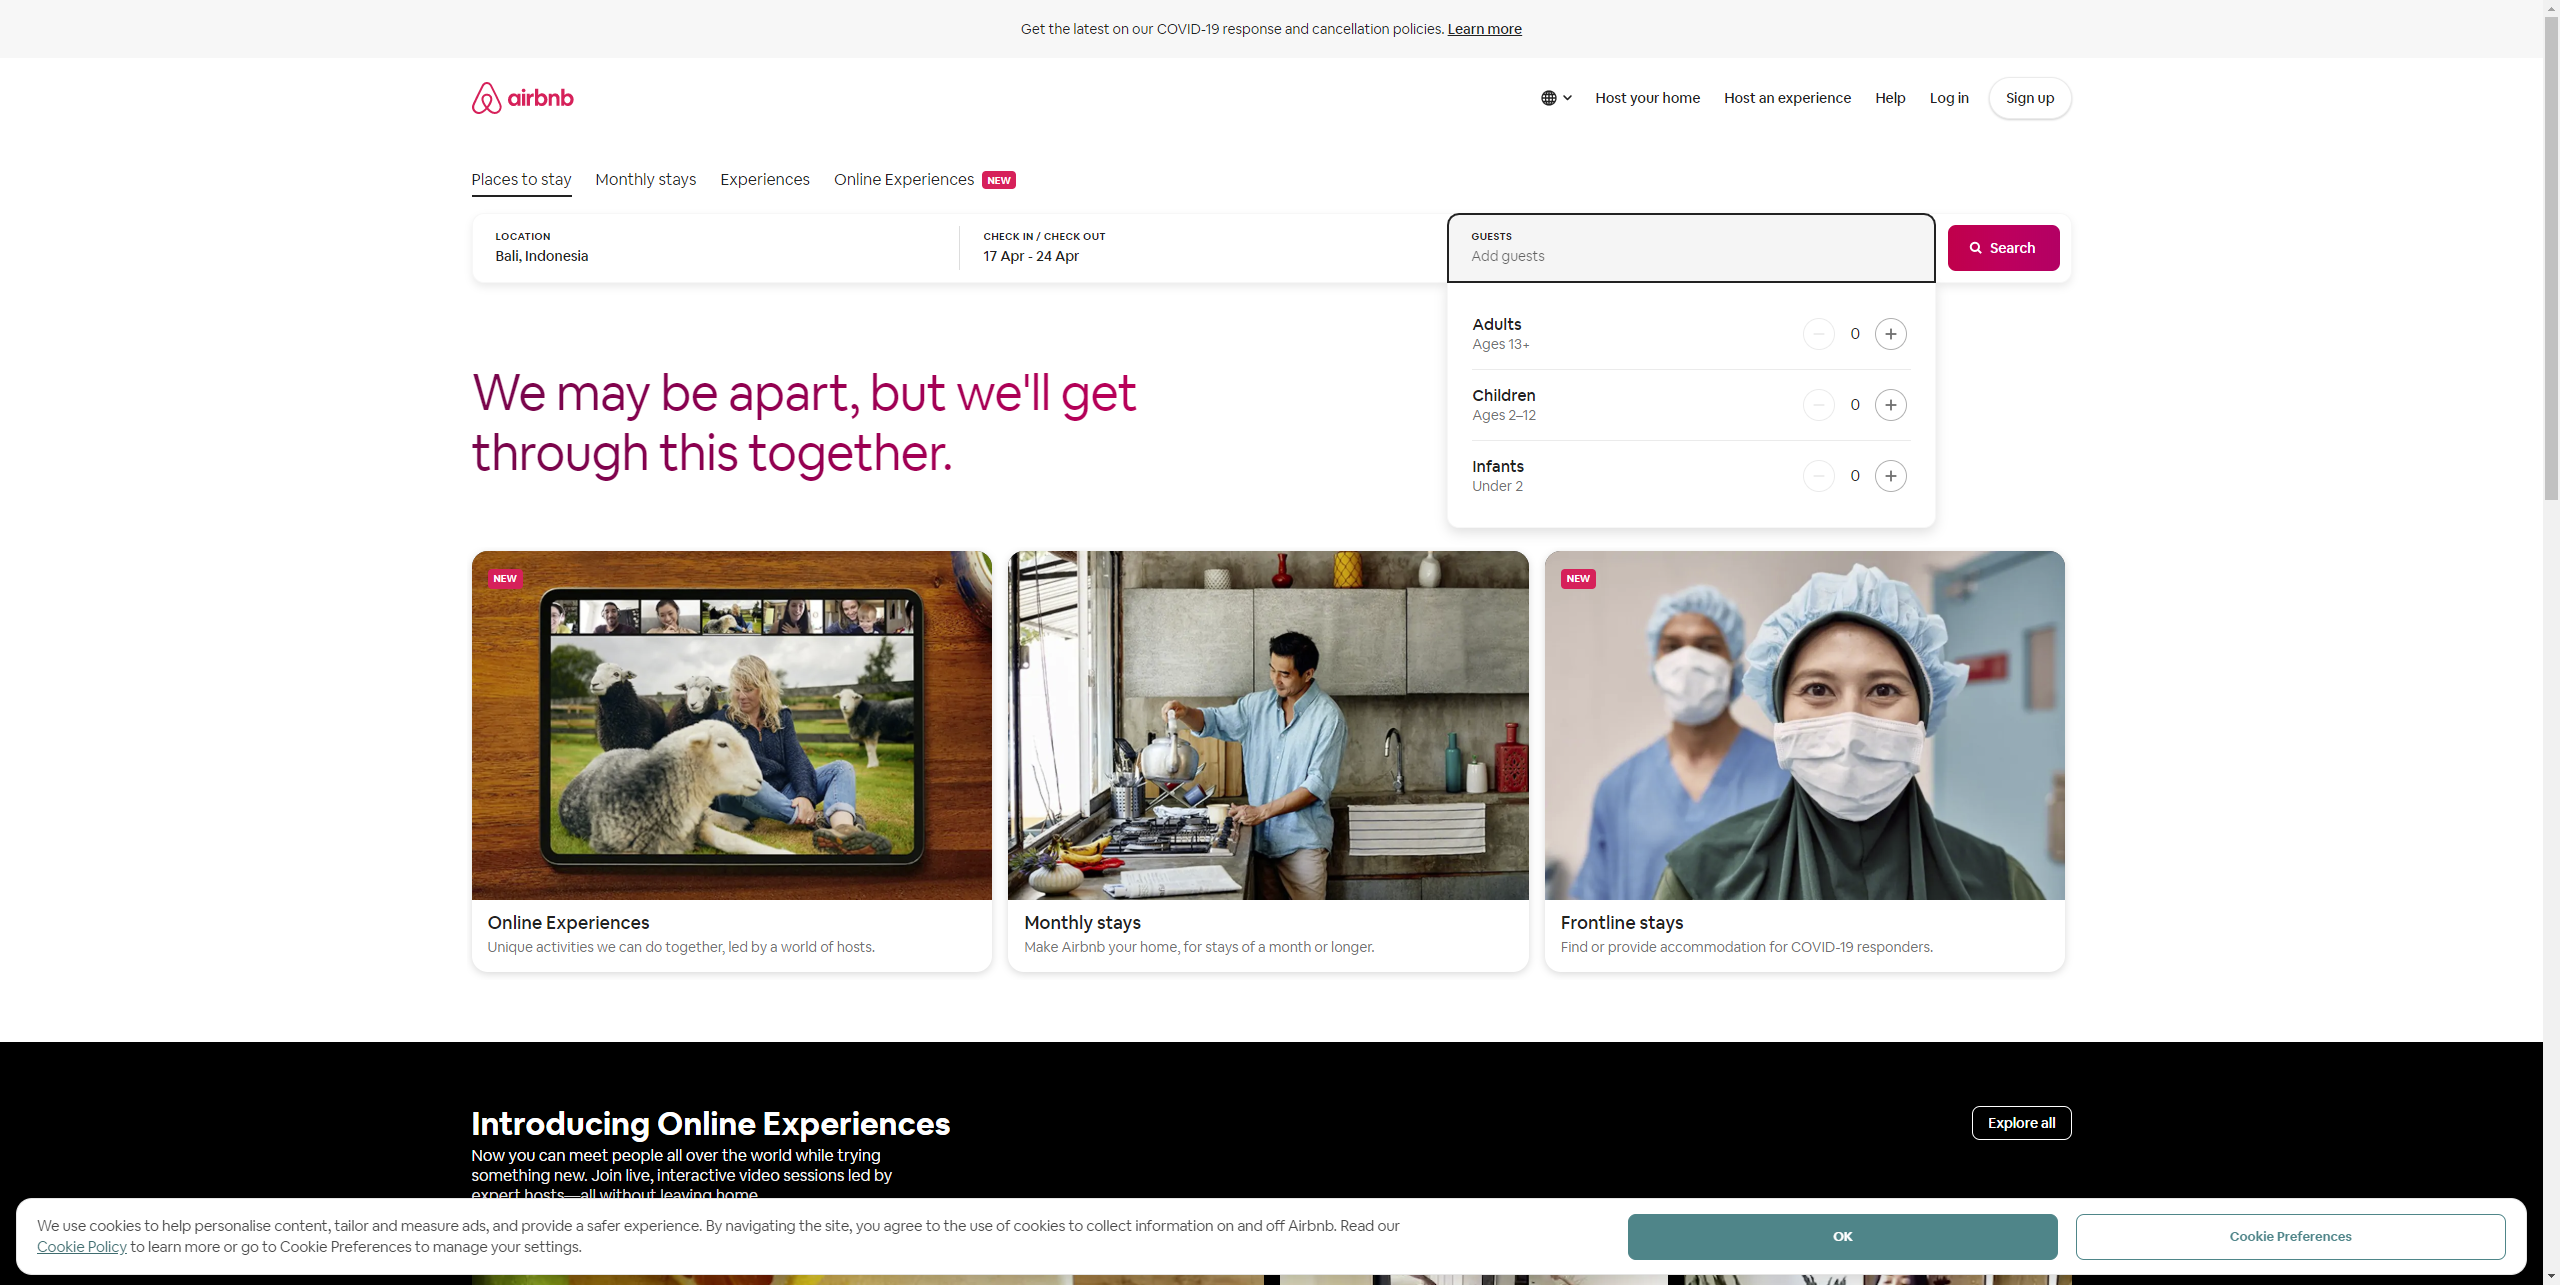 Get the latest on our COVID-19 response and cancellation policies. Learn more
airbnb
Host your home
Host an experience
Help
Log in
Sign up
Places to stay
Monthly stays
Experiences
Online Experiences
NEW
LOCATION
Bali, Indonesia
CHECK IN / CHECK OUT
17 Apr - 24 Apr
GUESTS
Add guests
Search
Adults
Ages 13+
0
Children
Ages 2–12
0
Infants
Under 2
0
We may be apart, but we'll get
through this together.
NEW
Online Experiences
Unique activities we can do together, led by a world of hosts.
Monthly stays
Make Airbnb your home, for stays of a month or longer.
NEW
Frontline stays
Find or provide accommodation for COVID-19 responders.
Introducing Online Experiences
Now you can meet people all over the world while trying
something new. Join live, interactive video sessions led by
expert hosts—all without leaving home.
Explore all
We use cookies to help personalise content, tailor and measure ads, and provide a safer experience. By navigating the site, you agree to the use of cookies to collect information on and off Airbnb. Read our
Cookie Policy to learn more or go to Cookie Preferences to manage your settings.
OK
Cookie Preferences